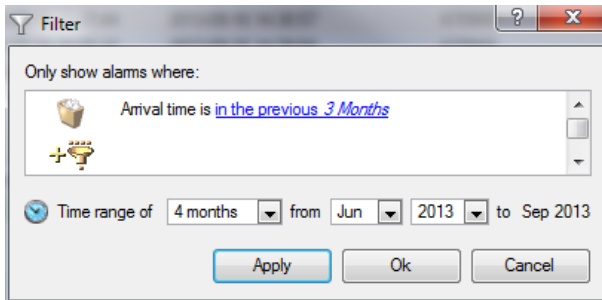 Filter
Only show alarms where:
Arrival time is in the previous 3 Months
Time range of 4 months from Jun 2013 to Sep 2013
Apply Ok Cancel